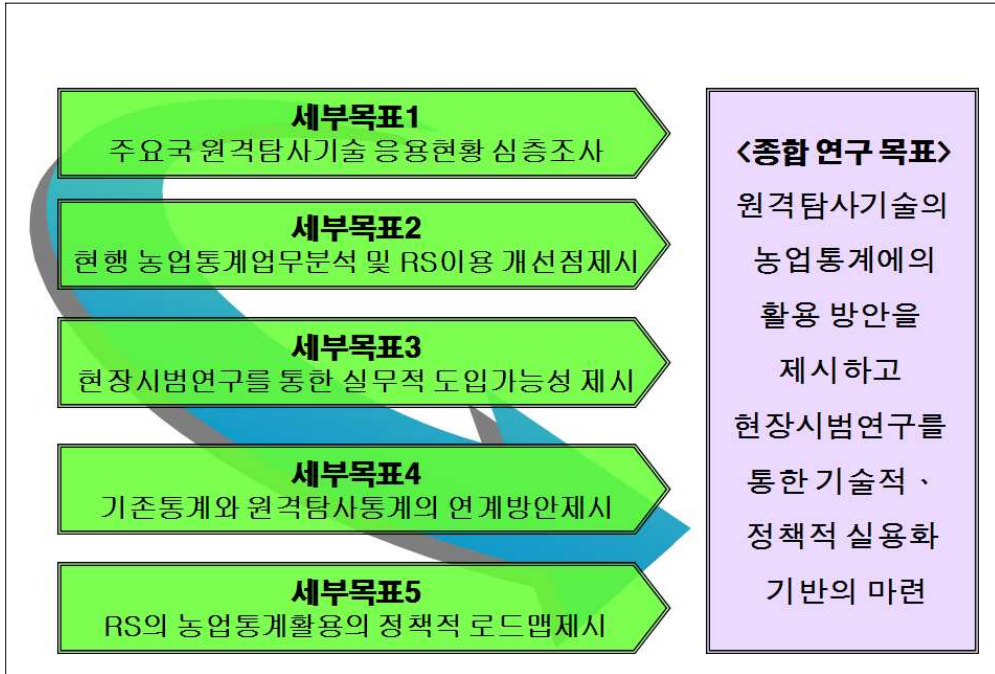 세부목표1
주요국 원격탐사기술 응용현황 심층조사
세부목표2
현행 농업통계업무분석 및 RS이용 개선점제시
세부목표3
현장시범연구를 통한 실무적 도입가능성 제시
세부목표4
기존통계와 원격탐사통계의 연계방안제시
세부목표5
RS의 농업통계활용의 정책적 로드맵제시
<종합 연구 목표>
원격탐사기술의
농업통계에의
활용 방안을
제시하고
현장시범연구를
통한 기술적、
정책적 실용화
기반의 마련